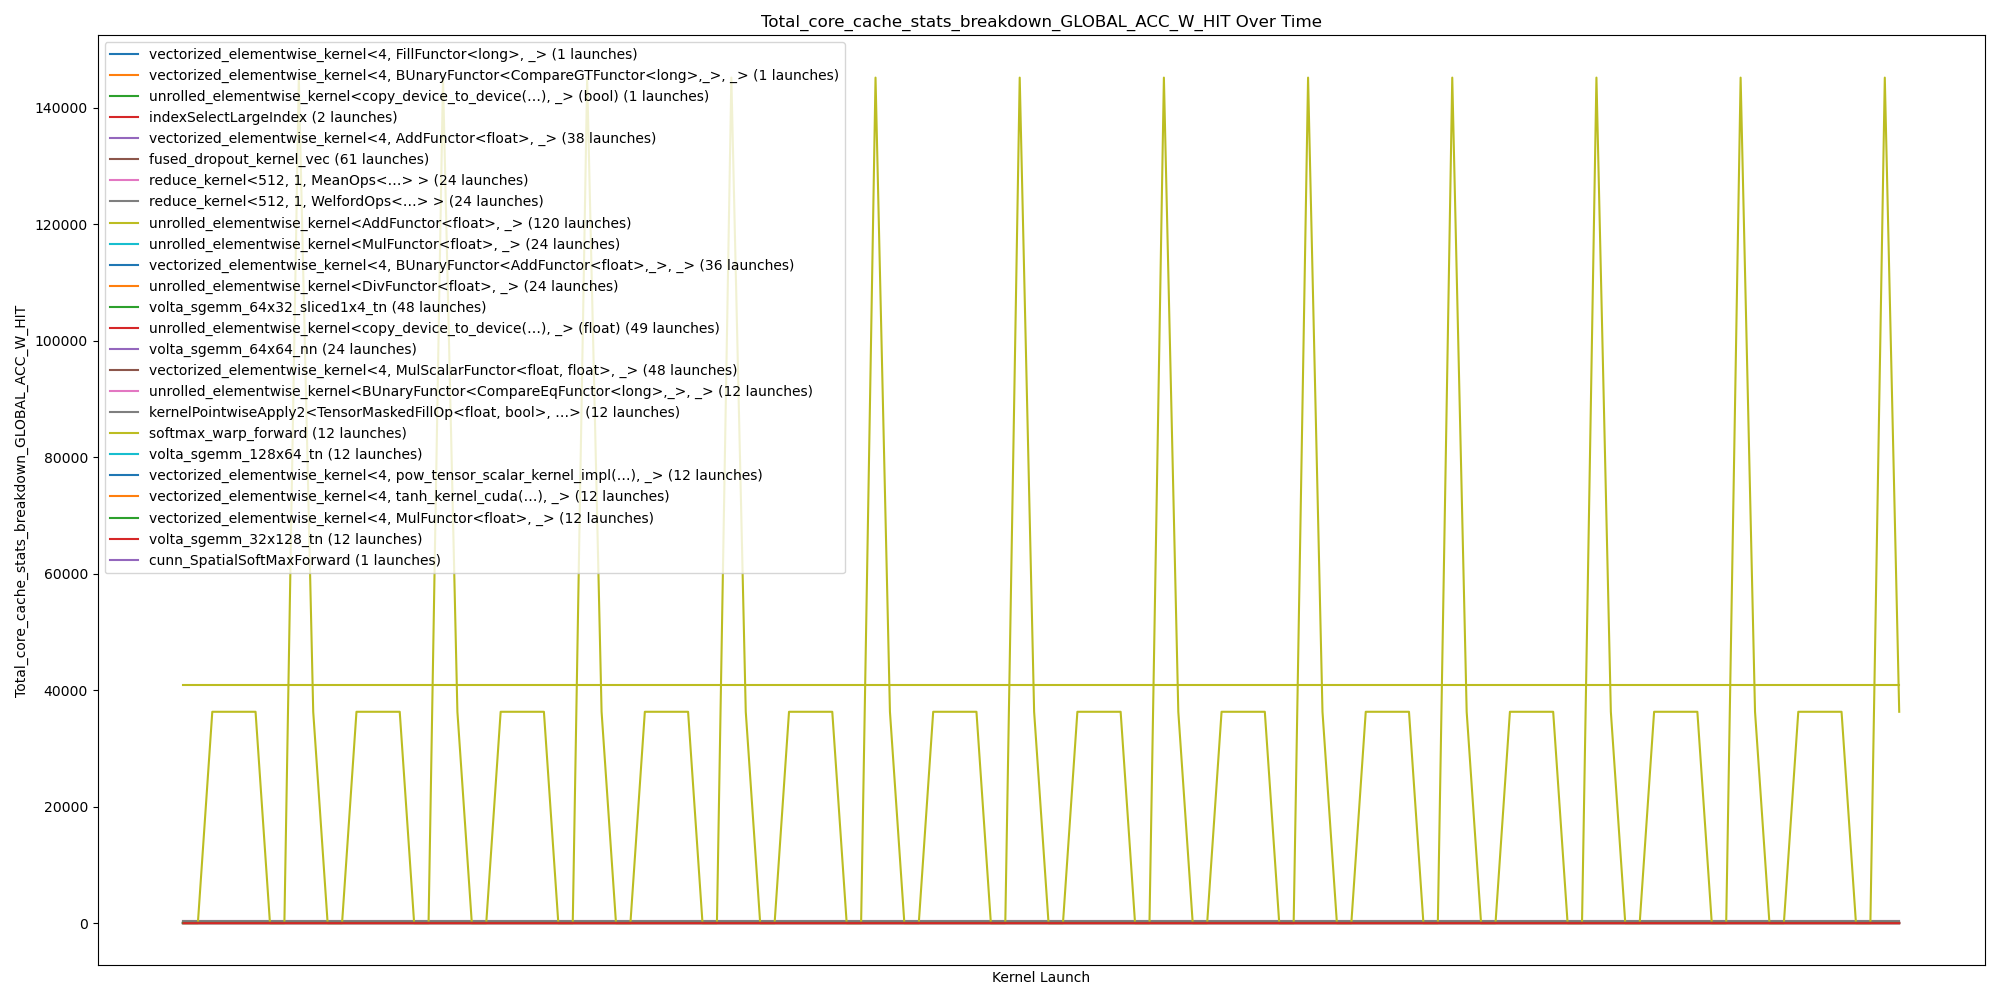 Total_core_cache_stats_breakdown_GLOBAL_ACC_W_HIT Over Time
vectorized_elementwise_kernel<4, FillFunctor<long>, _> (1 launches)
vectorized_elementwise_kernel<4, BUnaryFunctor<CompareGTFunctor<long>,_>, _> (1 launches)
unrolled_elementwise_kernel<copy_device_to_device(...), _> (bool) (1 launches)
indexSelectLargeIndex (2 launches)
vectorized_elementwise_kernel<4, AddFunctor<float>, _> (38 launches)
fused_dropout_kernel_vec (61 launches)
reduce_kernel<512, 1, MeanOps<...> > (24 launches)
reduce_kernel<512, 1, WelfordOps<...> > (24 launches)
unrolled_elementwise_kernel<AddFunctor<float>, _> (120 launches)
unrolled_elementwise_kernel<MulFunctor<float>, _> (24 launches)
vectorized_elementwise_kernel<4, BUnaryFunctor<AddFunctor<float>,_>, _> (36 launches)
unrolled_elementwise_kernel<DivFunctor<float>, _> (24 launches)
volta_sgemm_64x32_sliced1x4_tn (48 launches)
unrolled_elementwise_kernel<copy_device_to_device(...), _> (float) (49 launches)
volta_sgemm_64x64_nn (24 launches)
vectorized_elementwise_kernel<4, MulScalarFunctor<float, float>, _> (48 launches)
unrolled_elementwise_kernel<BUnaryFunctor<CompareEqFunctor<long>,_>, _> (12 launches)
kernelPointwiseApply2<TensorMaskedFillOp<float, bool>, ...> (12 launches)
softmax_warp_forward (12 launches)
volta_sgemm_128x64_tn (12 launches)
vectorized_elementwise_kernel<4, pow_tensor_scalar_kernel_impl(...), _> (12 launches)
vectorized_elementwise_kernel<4, tanh_kernel_cuda(...), _> (12 launches)
vectorized_elementwise_kernel<4, MulFunctor<float>, _> (12 launches)
volta_sgemm_32x128_tn (12 launches)
cunn_SpatialSoftMaxForward (1 launches)
Total_core_cache_stats_breakdown_GLOBAL_ACC_W_HIT
140000
120000
100000
80000
60000
40000
20000
0
Kernel Launch